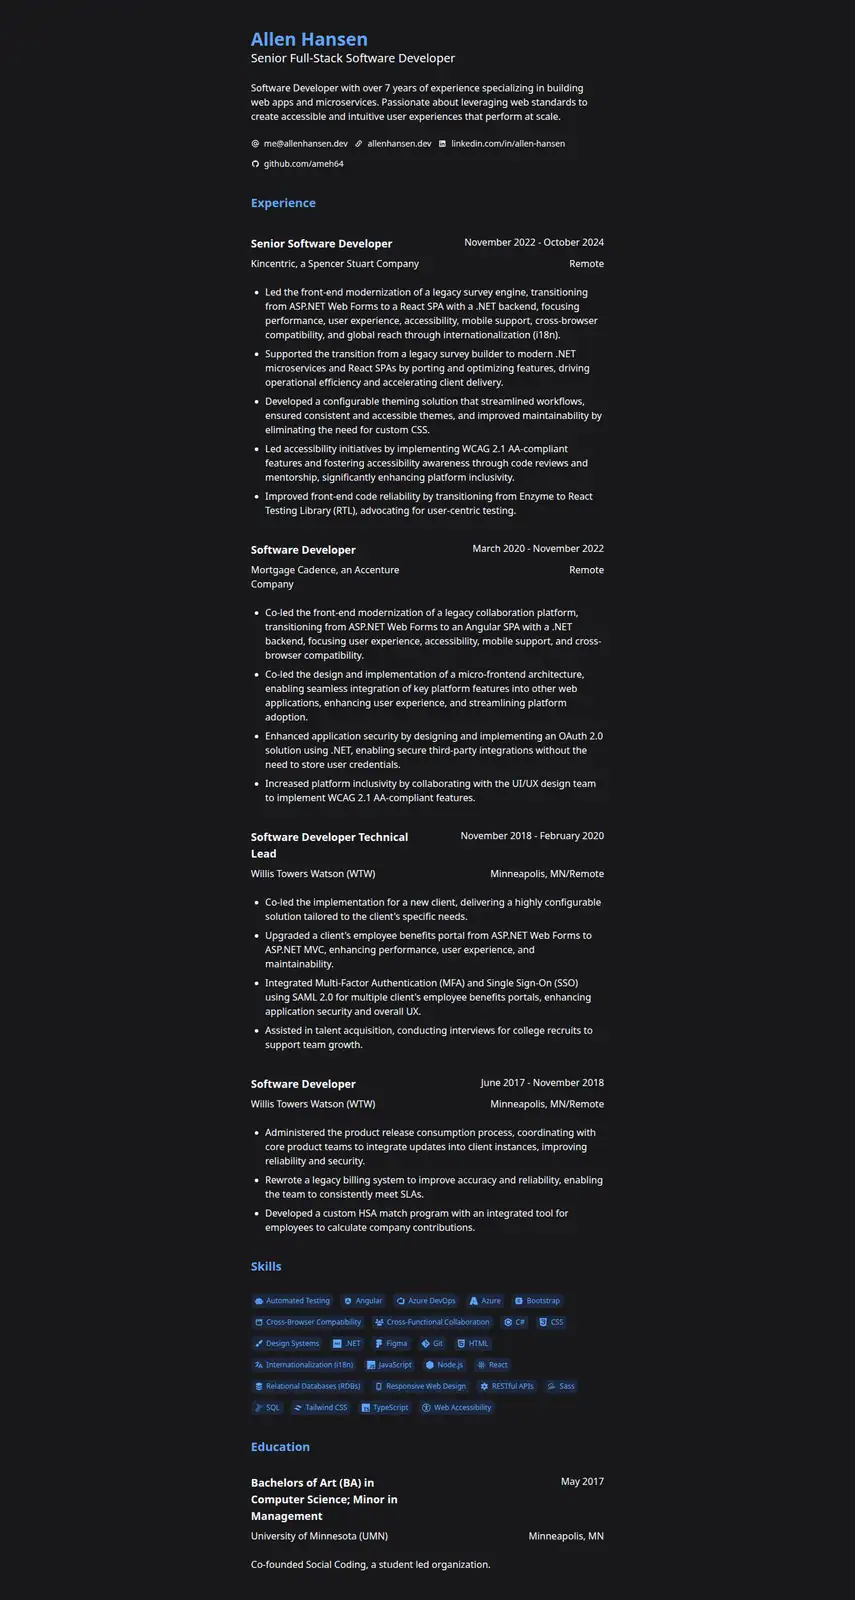 Allen Hansen
Senior Full-Stack Software Developer
Software Developer with over 7 years of experience specializing in building
web apps and microservices. Passionate about leveraging web standards to
create accessible and intuitive user experiences that perform at scale.
me@allenhansen.dev allenhansen.dev linkedin.com/in/allen-hansen
github.com/ameh64
Experience
Senior Software Developer November 2022 - October 2024
Kincentric, a Spencer Stuart Company Remote
• Led the front-end modernization of a legacy survey engine, transitioning
from ASP.NET Web Forms to a React SPA with a .NET backend, focusing
performance, user experience, accessibility, mobile support, cross-browser
compatibility, and global reach through internationalization (i18n).
• Supported the transition from a legacy survey builder to modern .NET
microservices and React SPAs by porting and optimizing features, driving
operational efficiency and accelerating client delivery.
• Developed a configurable theming solution that streamlined workflows,
ensured consistent and accessible themes, and improved maintainability by
eliminating the need for custom CSS.
• Led accessibility initiatives by implementing WCAG 2.1 AA-compliant
features and fostering accessibility awareness through code reviews and
mentorship, significantly enhancing platform inclusivity.
• Improved front-end code reliability by transitioning from Enzyme to React
Testing Library (RTL), advocating for user-centric testing.
Software Developer March 2020 - November 2022
Mortgage Cadence, an Accenture Remote
Company
• Co-led the front-end modernization of a legacy collaboration platform,
transitioning from ASP.NET Web Forms to an Angular SPA with a .NET
backend, focusing user experience, accessibility, mobile support, and cross-
browser compatibility.
• Co-led the design and implementation of a micro-frontend architecture,
enabling seamless integration of key platform features into other web
applications, enhancing user experience, and streamlining platform
adoption.
• Enhanced application security by designing and implementing an OAuth 2.0
solution using .NET, enabling secure third-party integrations without the
need to store user credentials.
• Increased platform inclusivity by collaborating with the UI/UX design team
to implement WCAG 2.1 AA-compliant features.
Software Developer Technical November 2018 - February 2020
Lead
Willis Towers Watson (WTW) Minneapolis, MN/Remote
• Co-led the implementation for a new client, delivering a highly configurable
solution tailored to the client's specific needs.
• Upgraded a client's employee benefits portal from ASP.NET Web Forms to
ASP.NET MVC, enhancing performance, user experience, and
maintainability.
• Integrated Multi-Factor Authentication (MFA) and Single Sign-On (SSO)
using SAML 2.0 for multiple client's employee benefits portals, enhancing
application security and overall UX.
• Assisted in talent acquisition, conducting interviews for college recruits to
support team growth.
Software Developer June 2017 - November 2018
Willis Towers Watson (WTW) Minneapolis, MN/Remote
• Administered the product release consumption process, coordinating with
core product teams to integrate updates into client instances, improving
reliability and security.
• Rewrote a legacy billing system to improve accuracy and reliability, enabling
the team to consistently meet SLAs.
• Developed a custom HSA match program with an integrated tool for
employees to calculate company contributions.
Skills
Automated Testing Angular Azure DevOps Azure Bootstrap
Cross-Browser Compatibility Cross-Functional Collaboration C# CSS
Design Systems .NET Figma Git HTML
Internationalization (i18n) JavaScript Node.js React
Relational Databases (RDBs) Responsive Web Design RESTful APIs Sass
SQL Tailwind CSS TypeScript Web Accessibility
Education
Bachelors of Art (BA) in May 2017
Computer Science; Minor in
Management
University of Minnesota (UMN) Minneapolis, MN
Co-founded Social Coding, a student led organization.